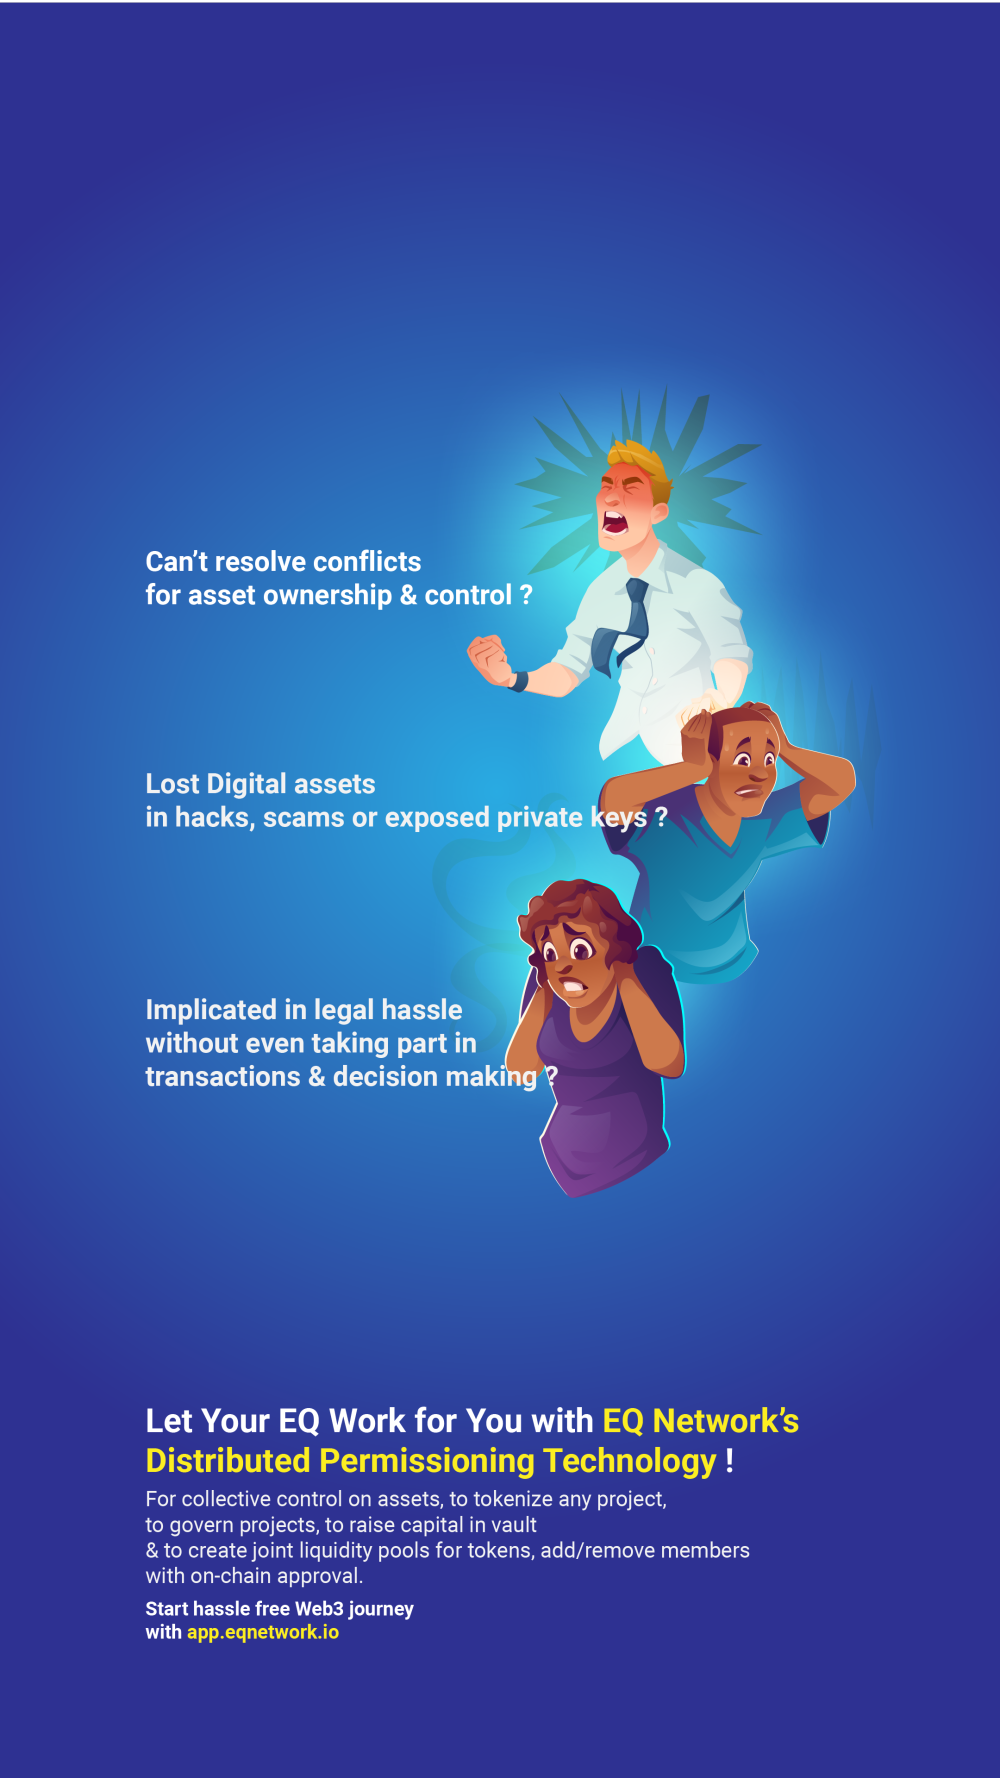 Can’t resolve conflicts
for asset ownership & control ?
Lost Digital assets
in hacks, scams or exposed private keys ?
Implicated in legal hassle
without even taking part in
transactions & decision making ?
Let Your EQ Work for You with EQ Network’s
Distributed Permissioning Technology !
For collective control on assets, to tokenize any project,
to govern projects, to raise capital in vault
& to create joint liquidity pools for tokens, add/remove members
with on-chain approval.
Start hassle free Web3 journey
with app.eqnetwork.io